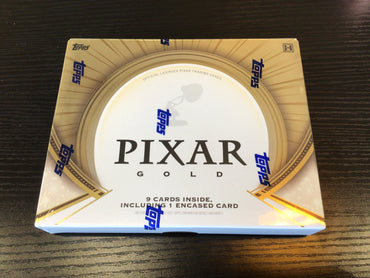 Topps
OFFICIAL LICENSED PIXAR TRADING CARDS
Topps
Topps
Topps
Topps
PIXAR
GOLD
Topps
Topps
9 CARDS INSIDE,
INCLUDING 1 ENCASED CARD
Topps